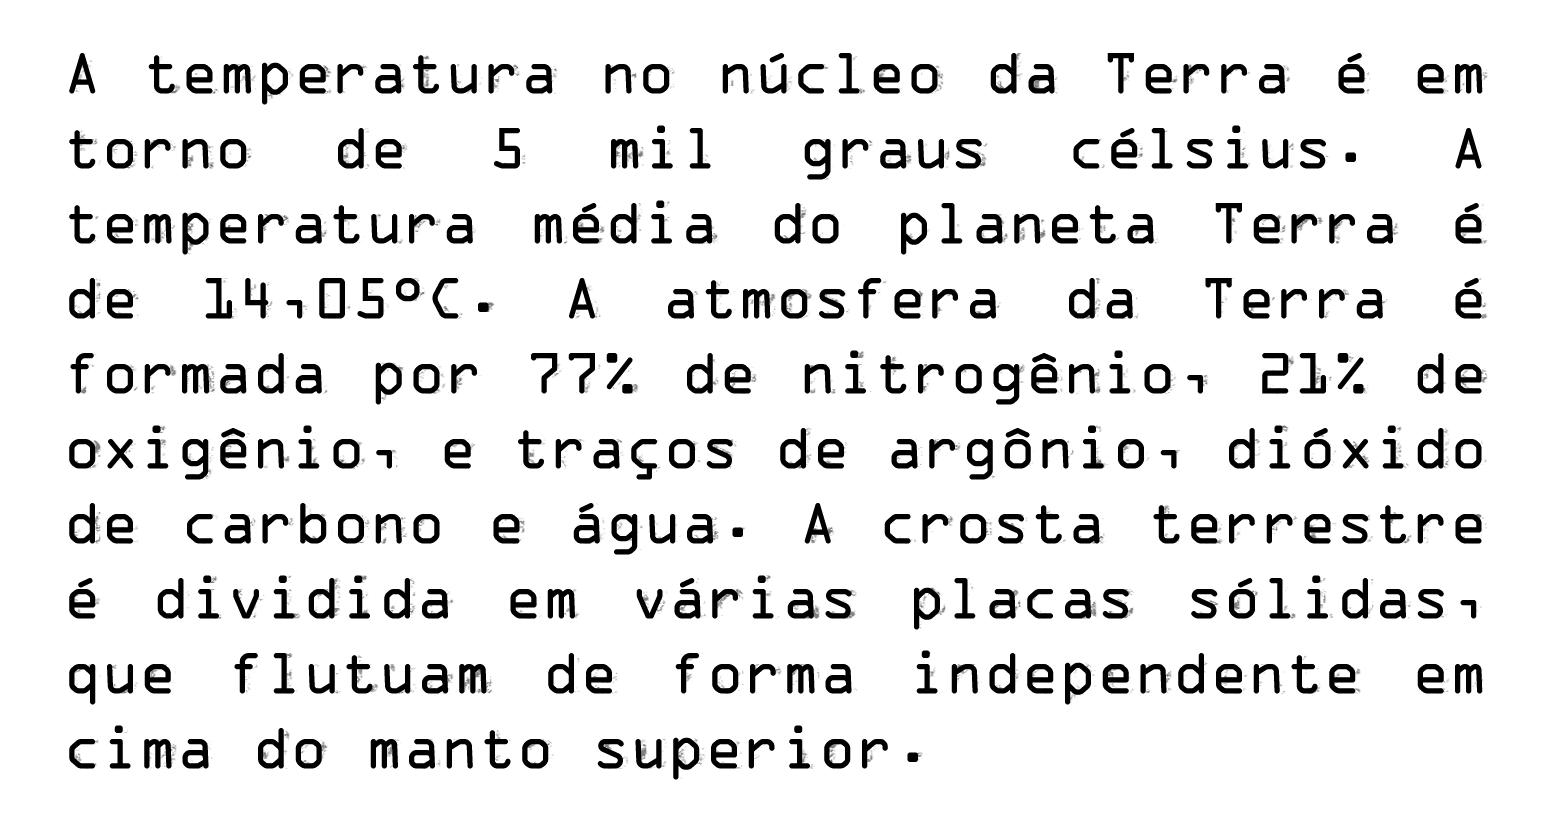 A temperatura no núcleo da Terra é em
torno de 5 mil graus célsius. A
temperatura média do planeta Terra é
de 14,05°C. A atmosfera da Terra é
formada por 77% de nitrogênio, 21% de
oxigênio, e traços de argônio, dióxido
de carbono e água. A crosta terrestre
é dividida em várias placas sólidas,
que flutuam de forma independente em
cima do manto superior.